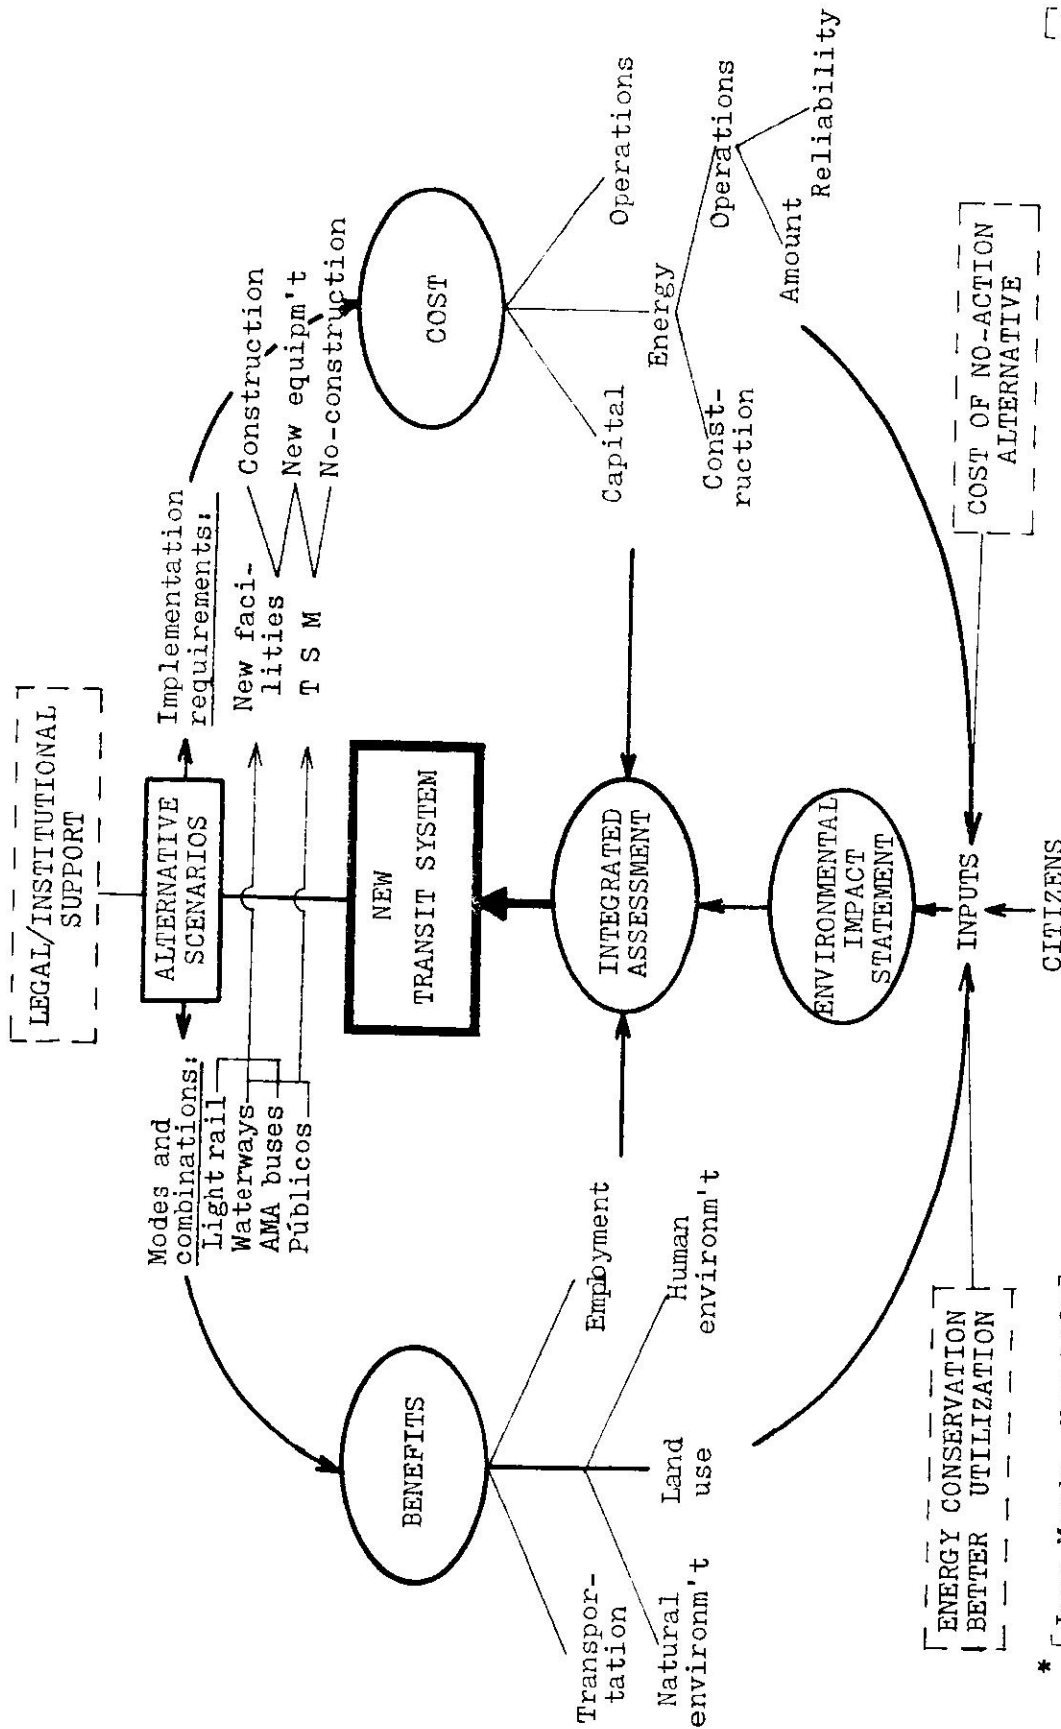 LEGAL/INSTITUTIONAL
SUPPORT
ALTERNATIVE
SCENARIOS
Modes and
combinations:
Light rail
Waterways
AMA buses
Públicos
Implementation
requirements:
New faci-
lities
T S M
Construction
New equipm't
No-construction
NEW
TRANSIT SYSTEM
BENEFITS
Transpor-
tation
Natural
environm't
Land
use
Employment
Human
environm't
COST
Capital
Energy
Operations
Const-
ruction
Operations
Amount
Reliability
INTEGRATED
ASSESSMENT
ENVIRONMENTAL
IMPACT
STATEMENT
ENERGY CONSERVATION
BETTER UTILIZATION
INPUTS
COST OF NO-ACTION
ALTERNATIVE
CITIZENS
*